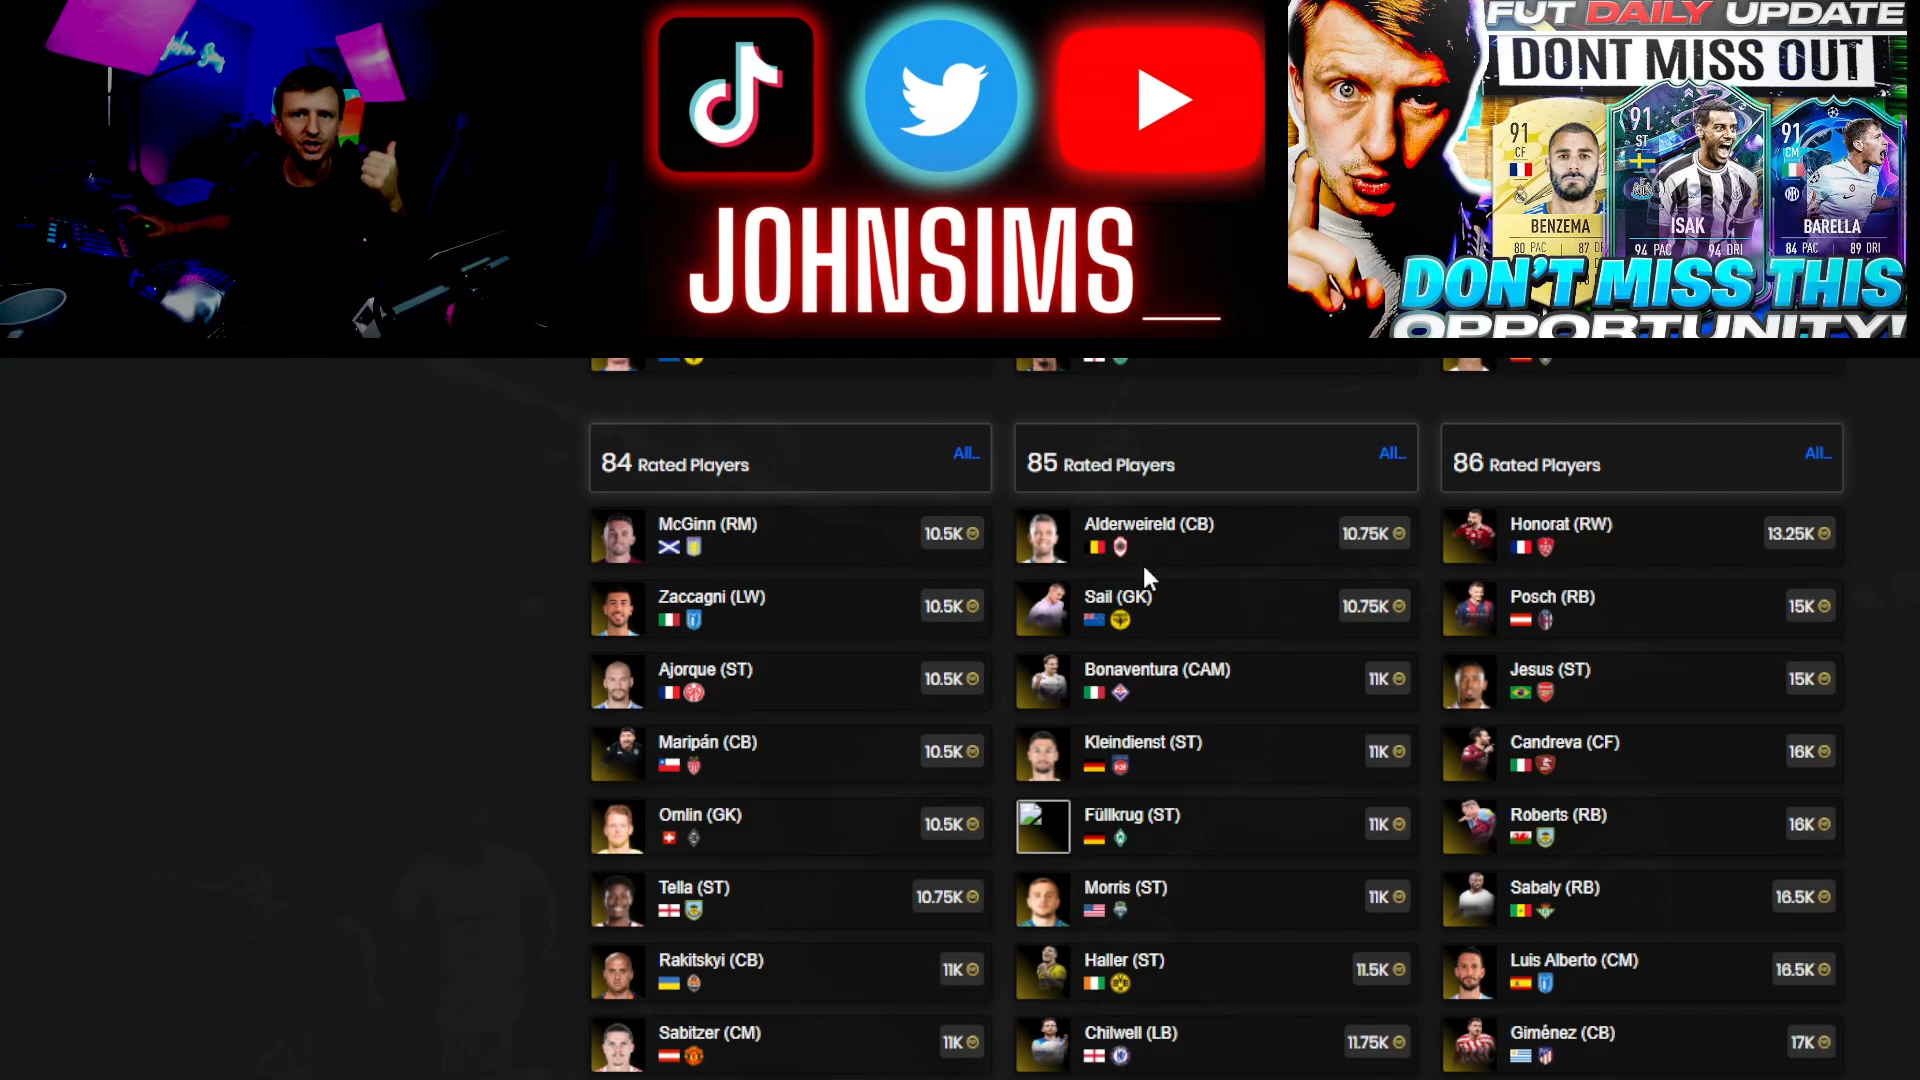 John Sims
JOHNSIMS__
FUT DAILY UPDATE
DONT MISS OUT
91
CF
BENZEMA
80 PAC
91
ST
ISAK
94 PAC
94 DRI
91
CM
BARELLA
84 PAC
89 DRI
DON'T MISS THIS
OPPORTUNITY!
84 Rated Players
All...
McGinn (RM)
10.5K
Zaccagni (LW)
10.5K
Ajorque (ST)
10.5K
Maripán (CB)
10.5K
Omlin (GK)
10.5K
Tella (ST)
10.75K
Rakitskyi (CB)
11K
Sabitzer (CM)
11K
85 Rated Players
All...
Alderweireld (CB)
10.75K
Sail (GK)
10.75K
Bonaventura (CAM)
11K
Kleindienst (ST)
11K
Füllkrug (ST)
11K
Morris (ST)
11K
Haller (ST)
11.5K
Chilwell (LB)
11.75K
86 Rated Players
All...
Honorat (RW)
13.25K
Posch (RB)
15K
Jesus (ST)
15K
Candreva (CF)
16K
Roberts (RB)
16K
Sabaly (RB)
16.5K
Luis Alberto (CM)
16.5K
Giménez (CB)
17K